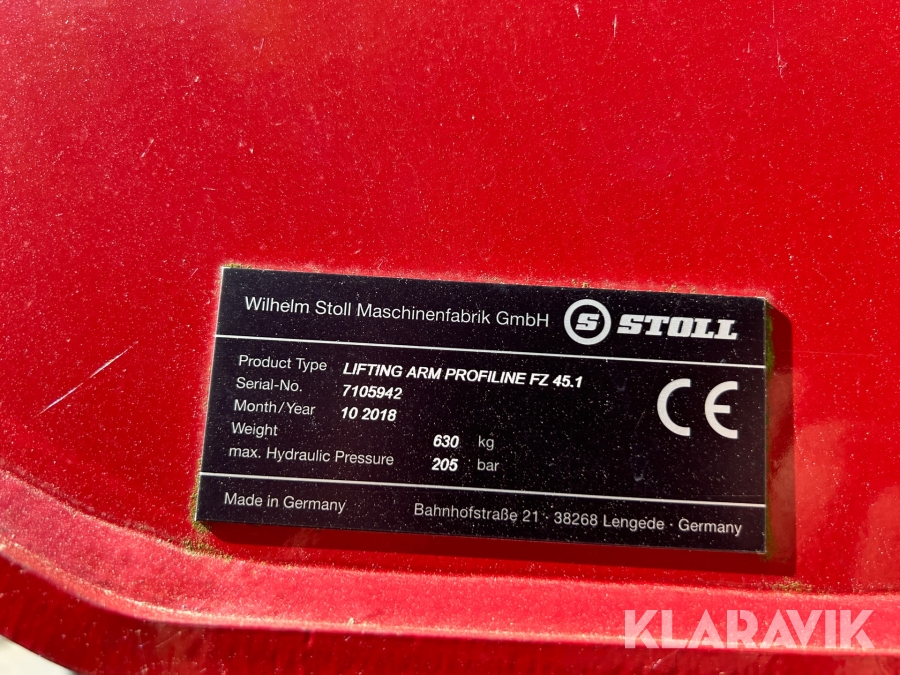 Wilhelm Stoll Maschinenfabrik GmbH S STOLL
Product Type LIFTING ARM PROFILINE FZ 45.1
Serial-No. 7105942
Month/Year 10 2018
Weight 630 kg
max. Hydraulic Pressure 205 bar
CE
Made in Germany Bahnhofstraße 21 · 38268 Lengede · Germany
KLARAVIK